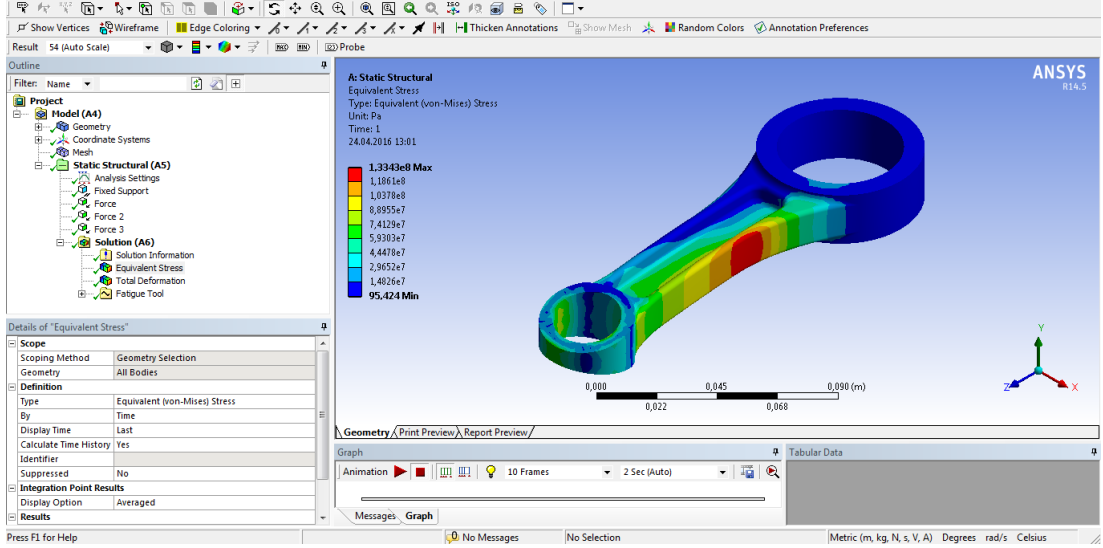 Show Vertices Wireframe Edge Coloring Thicken Annotations Show Mesh Random Colors Annotation Preferences
Result 54 (Auto Scale) MAX MIN Probe
Outline
Filter: Name
Project
Model (A4)
Geometry
Coordinate Systems
Mesh
Static Structural (A5)
Analysis Settings
Fixed Support
Force
Force 2
Force 3
Solution (A6)
Solution Information
Equivalent Stress
Total Deformation
Fatigue Tool
Details of "Equivalent Stress"
Scope
Scoping Method Geometry Selection
Geometry All Bodies
Definition
Type Equivalent (von-Mises) Stress
By Time
Display Time Last
Calculate Time History Yes
Identifier
Suppressed No
Integration Point Results
Display Option Averaged
Results
A: Static Structural
Equivalent Stress
Type: Equivalent (von-Mises) Stress
Unit: Pa
Time: 1
24.04.2016 13:01
1,3343e8 Max
1,1861e8
1,0378e8
8,8955e7
7,4129e7
5,9303e7
4,4478e7
2,9652e7
1,4826e7
95,424 Min
ANSYS
R14.5
Y
Z X
0,000 0,045 0,090 (m)
0,022 0,068
Geometry Print Preview Report Preview
Graph
Animation 10 Frames 2 Sec (Auto)
Messages Graph
Tabular Data
Press F1 for Help No Messages No Selection Metric (m, kg, N, s, V, A) Degrees rad/s Celsius